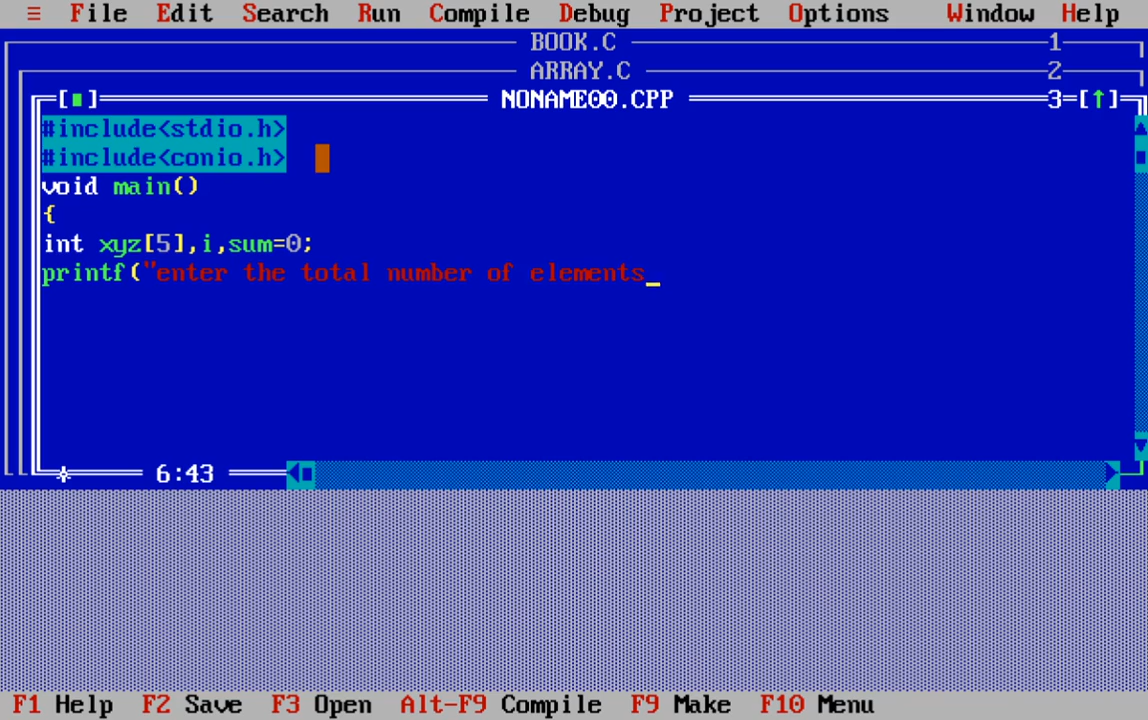 ≡ File Edit Search Run Compile Debug Project Options Window Help
BOOK.C 1
ARRAY.C 2
[■] NONAME00.CPP 3=[↑]
#include<stdio.h>
#include<conio.h>
void main()
{
int xyz[5],i,sum=0;
printf("enter the total number of elements_
6:43
F1 Help F2 Save F3 Open Alt-F9 Compile F9 Make F10 Menu